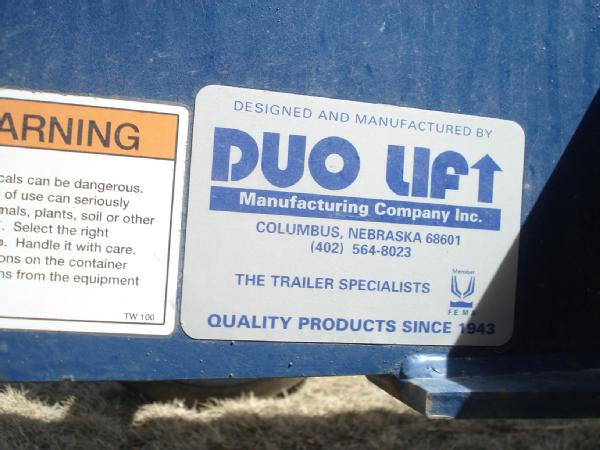 ARNING
cals can be dangerous.
of use can seriously
mals, plants, soil or other
Select the right
Handle it with care.
ons on the container
ns from the equipment
TW 100
DESIGNED AND MANUFACTURED BY
DUO LIFT
Manufacturing Company Inc.
COLUMBUS, NEBRASKA 68601
(402) 564-8023
THE TRAILER SPECIALISTS
Member
FEMA
QUALITY PRODUCTS SINCE 1943